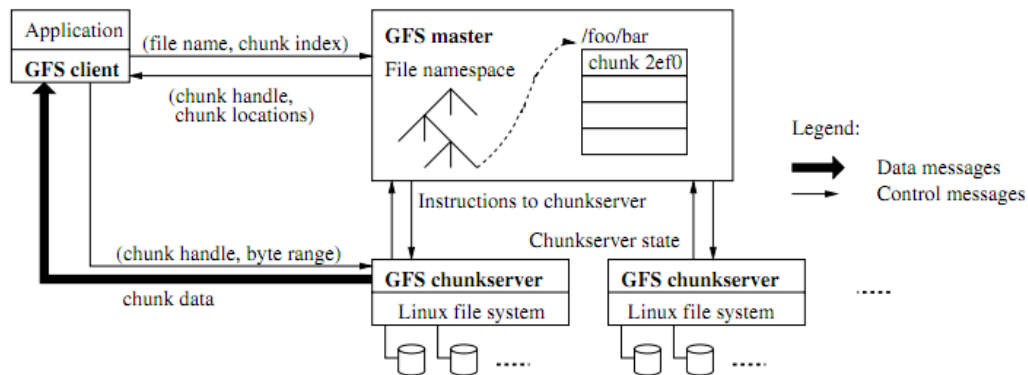 Application
GFS client
(file name, chunk index)
(chunk handle,
chunk locations)
GFS master
File namespace
/foo/bar
chunk 2ef0
Legend:
Data messages
Control messages
Instructions to chunkserver
Chunkserver state
(chunk handle, byte range)
chunk data
GFS chunkserver
Linux file system
GFS chunkserver
Linux file system